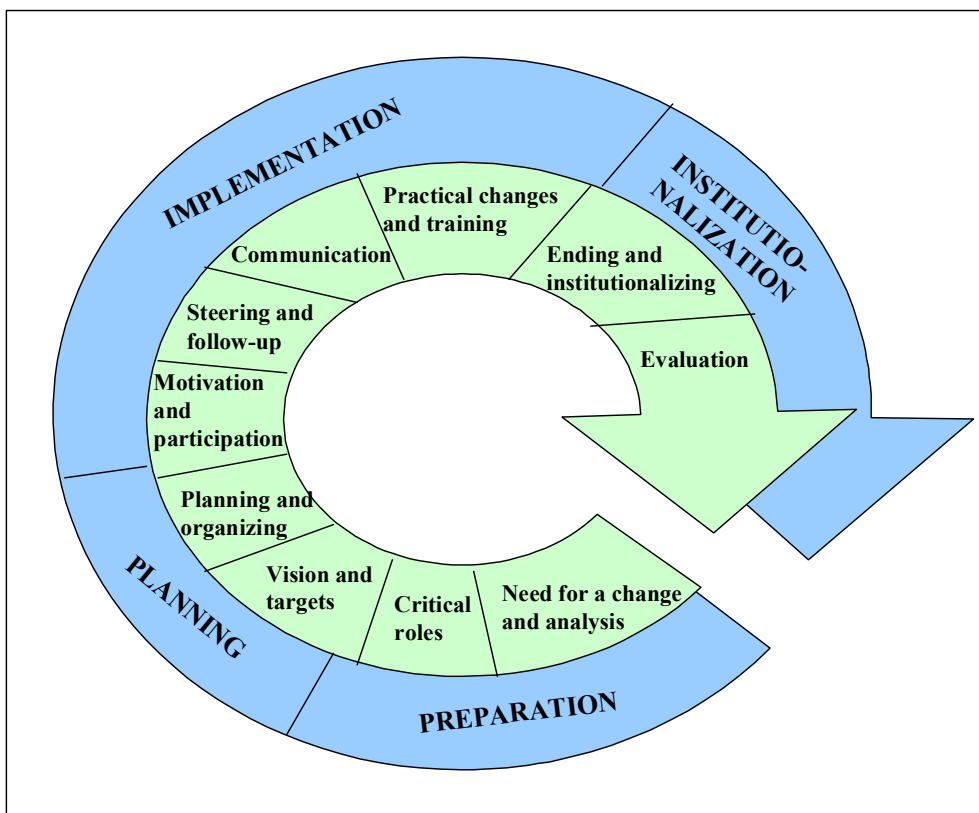 IMPLEMENTATION
INSTITUTIO-
NALIZATION
Practical changes
and training
Communication
Ending and
institutionalizing
Steering and
follow-up
Evaluation
Motivation
and
participation
Planning and
organizing
Vision and
targets
Critical
roles
Need for a change
and analysis
PLANNING
PREPARATION